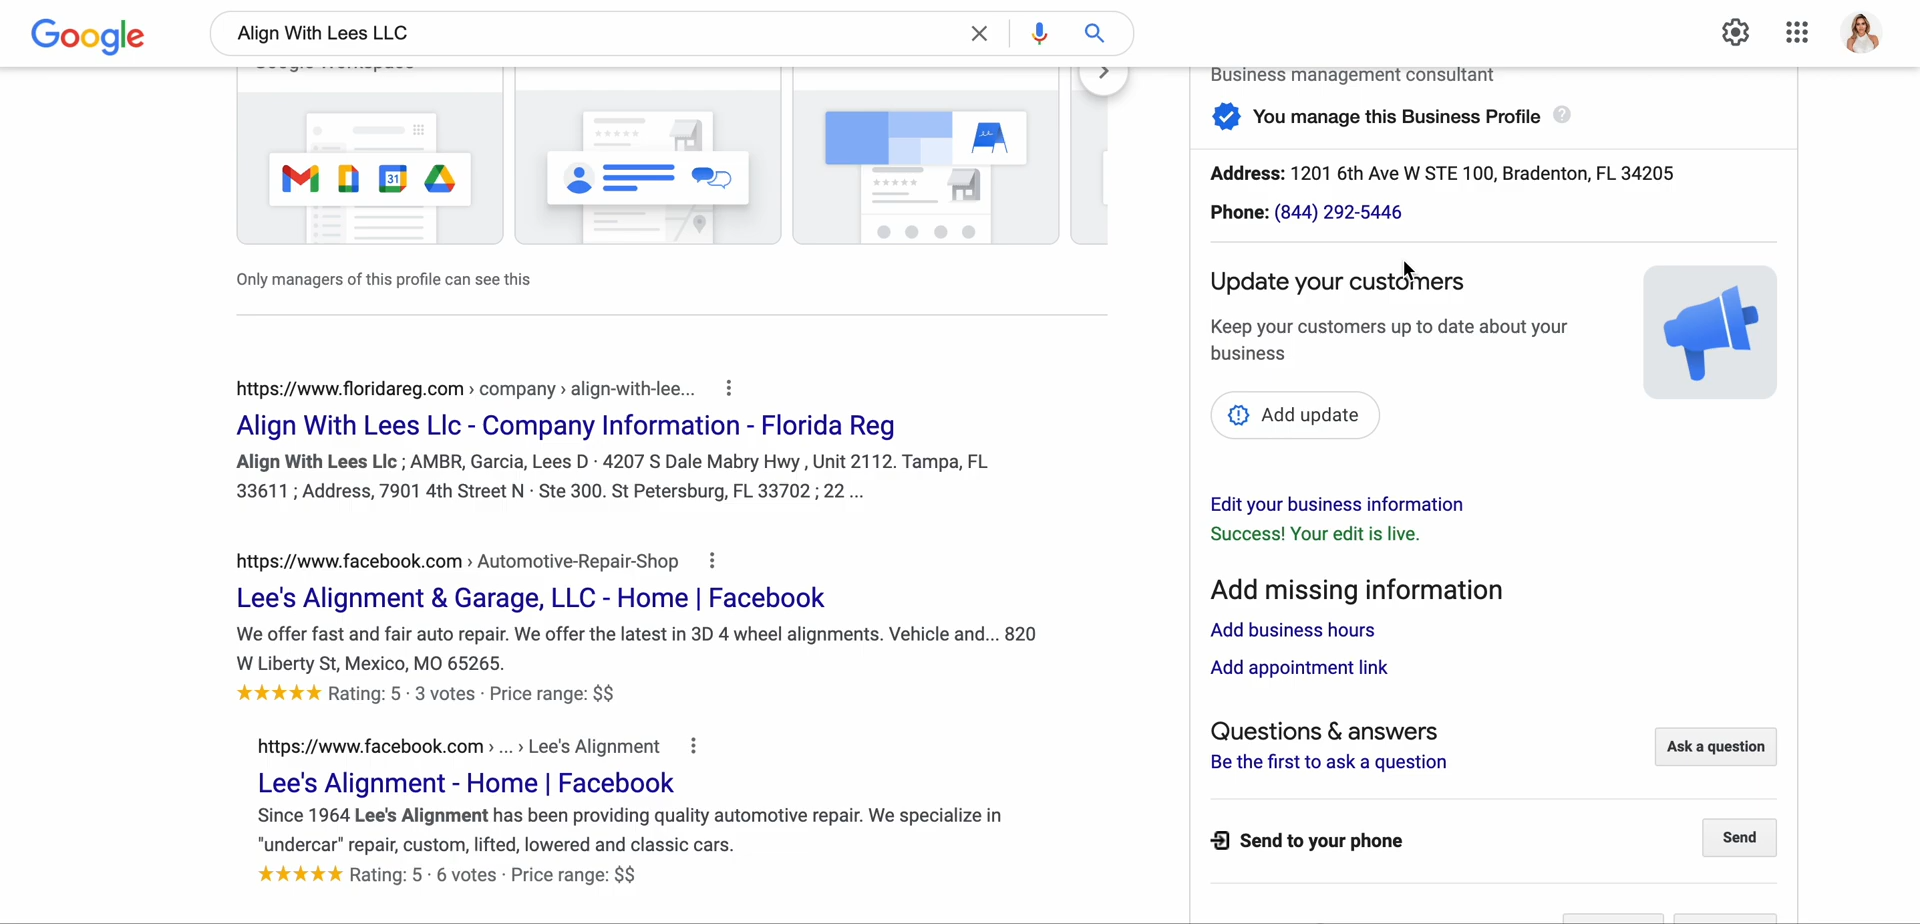 Google
Align With Lees LLC
Google Workspace
31
Only managers of this profile can see this
https://www.floridareg.com › company › align-with-lee...
Align With Lees Llc - Company Information - Florida Reg
Align With Lees Llc ; AMBR, Garcia, Lees D · 4207 S Dale Mabry Hwy , Unit 2112. Tampa, FL
33611 ; Address, 7901 4th Street N · Ste 300. St Petersburg, FL 33702 ; 22 ...
https://www.facebook.com › Automotive-Repair-Shop
Lee's Alignment & Garage, LLC - Home | Facebook
We offer fast and fair auto repair. We offer the latest in 3D 4 wheel alignments. Vehicle and... 820
W Liberty St, Mexico, MO 65265.
★★★★★ Rating: 5 · 3 votes · Price range: $$
https://www.facebook.com › ... › Lee's Alignment
Lee's Alignment - Home | Facebook
Since 1964 Lee's Alignment has been providing quality automotive repair. We specialize in
"undercar" repair, custom, lifted, lowered and classic cars.
★★★★★ Rating: 5 · 6 votes · Price range: $$
Business management consultant
You manage this Business Profile
Address: 1201 6th Ave W STE 100, Bradenton, FL 34205
Phone: (844) 292-5446
Update your customers
Keep your customers up to date about your
business
Add update
Edit your business information
Success! Your edit is live.
Add missing information
Add business hours
Add appointment link
Questions & answers
Be the first to ask a question
Ask a question
Send to your phone
Send